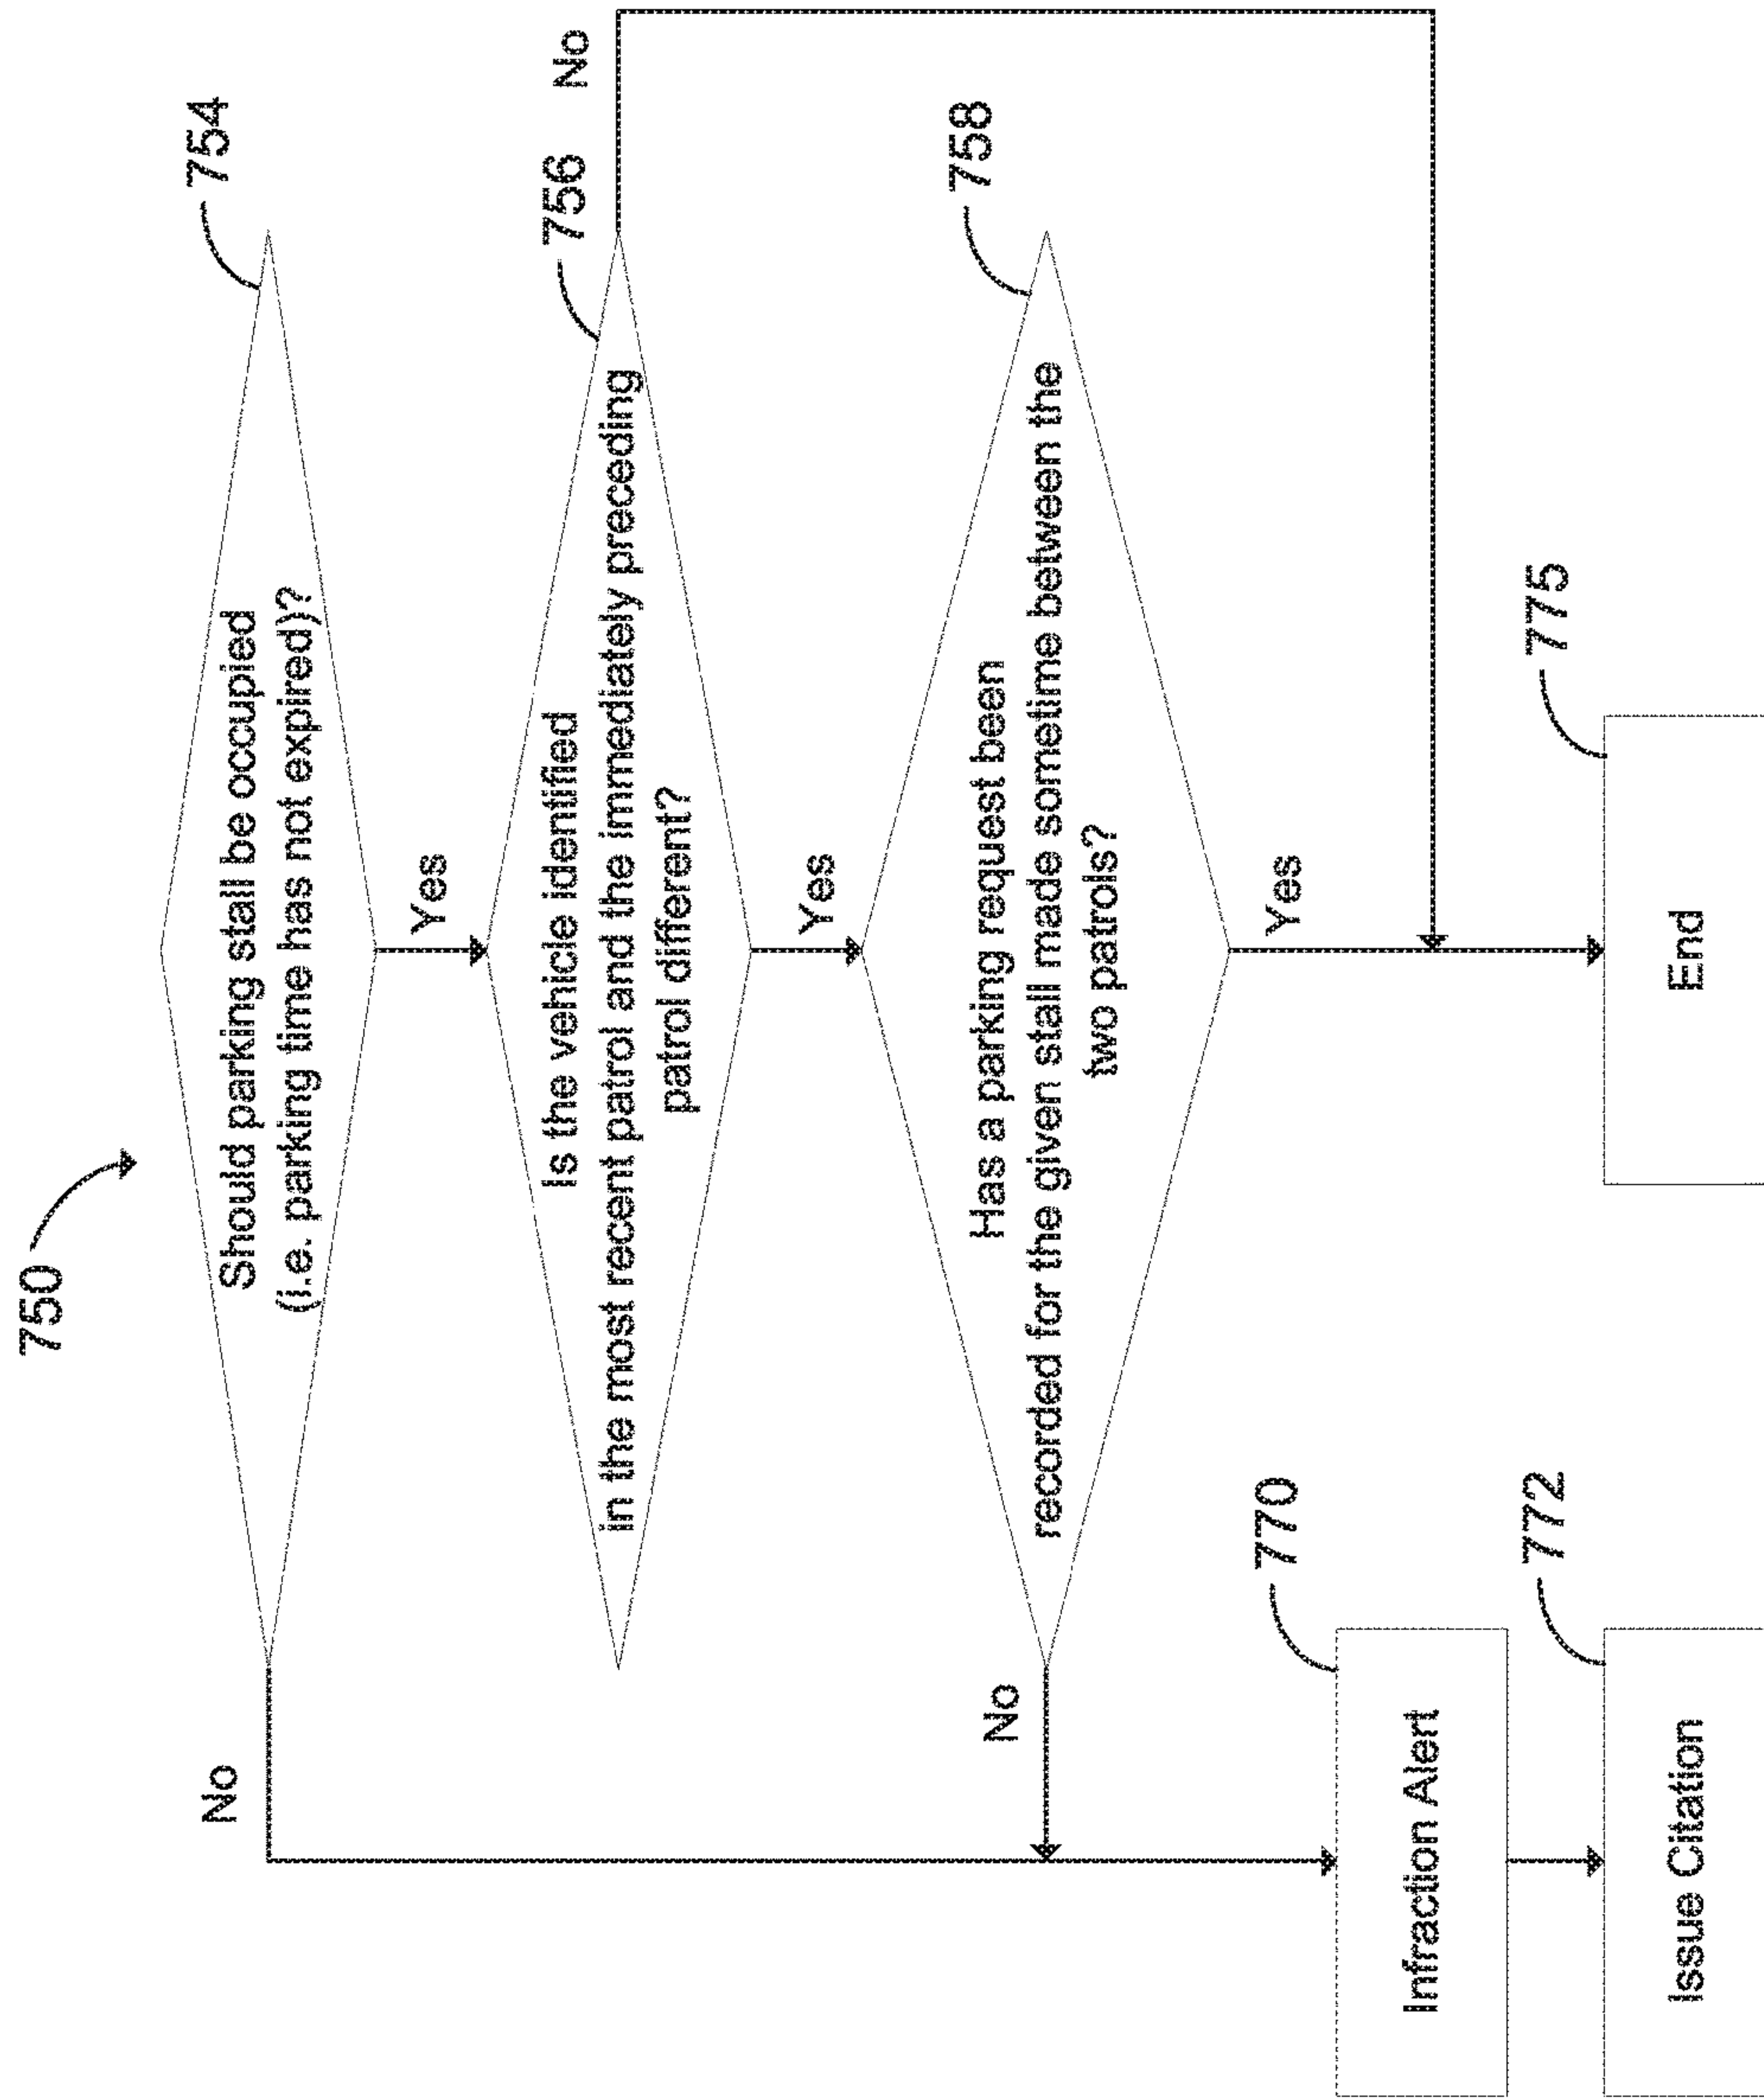 750
754
Should parking stall be occupied
(i.e. parking time has not expired)?
No
Yes
756
No
Is the vehicle identified
in the most recent patrol and the immediately preceding
patrol different?
Yes
758
Has a parking request been
recorded for the given stall made sometime between the
two patrols?
No
Yes
770
Infraction Alert
772
Issue Citation
775
End